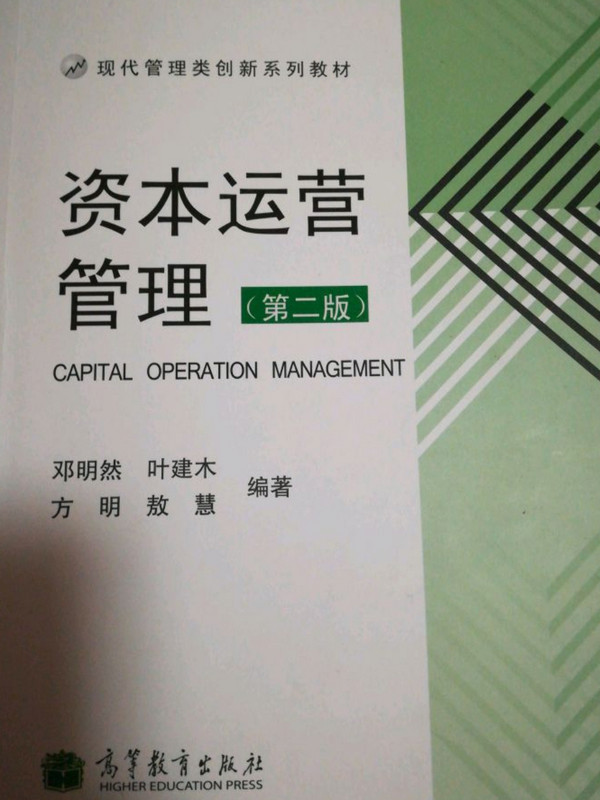 现代管理类创新系列教材
资本运营
管理（第二版）
CAPITAL OPERATION MANAGEMENT
邓明然 叶建木
方明 敖慧 编著
高等教育出版社
HIGHER EDUCATION PRESS